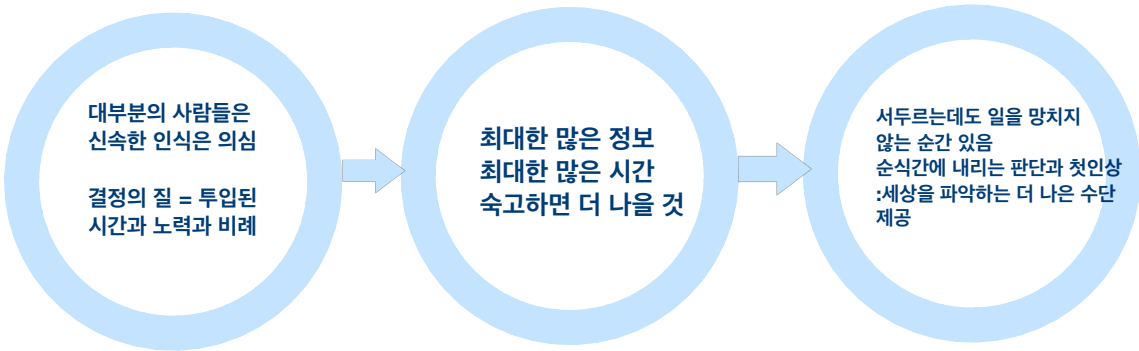 대부분의 사람들은
신속한 인식은 의심
결정의 질 = 투입된
시간과 노력과 비례
최대한 많은 정보
최대한 많은 시간
숙고하면 더 나을 것
서두르는데도 일을 망치지
않는 순간 있음
순식간에 내리는 판단과 첫인상
:세상을 파악하는 더 나은 수단
제공